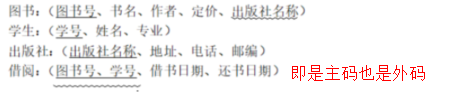 图书：（图书号、书名、作者、定价、出版社名称）
学生：（学号、姓名、专业）
出版社：（出版社名称、地址、电话、邮编）
借阅：（图书号、学号、借书日期、还书日期） 即是主码也是外码